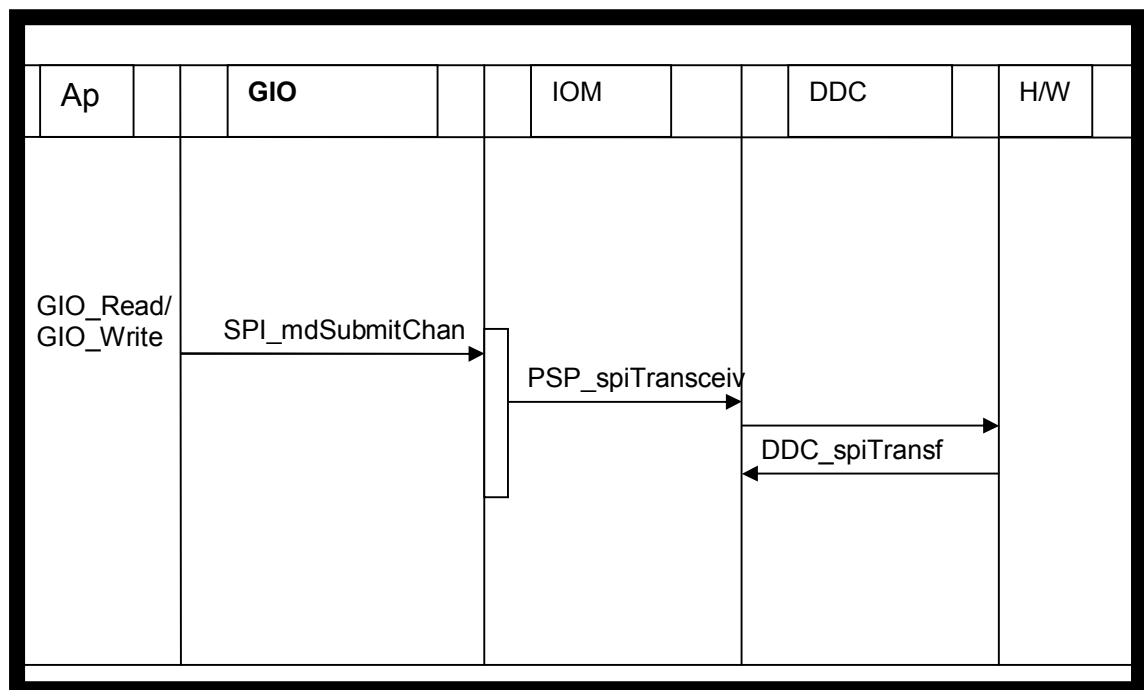 Ap
GIO
IOM
DDC
H/W
GIO_Read/
GIO_Write
SPI_mdSubmitChan
PSP_spiTransceiv
DDC_spiTransf